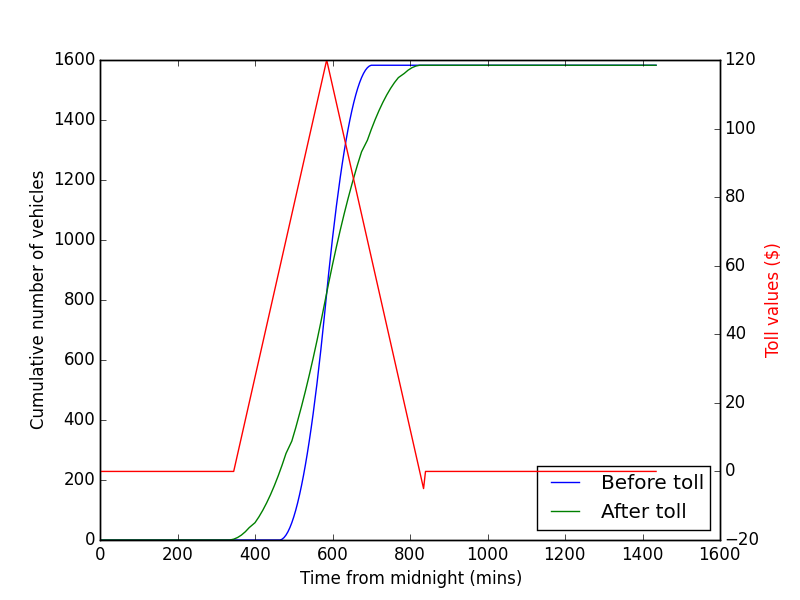 1600
1400
1200
1000
800
600
400
200
0
Cumulative number of vehicles
120
100
80
60
40
20
0
−20
Toll values ($)
Before toll
After toll
0 200 400 600 800 1000 1200 1400 1600
Time from midnight (mins)